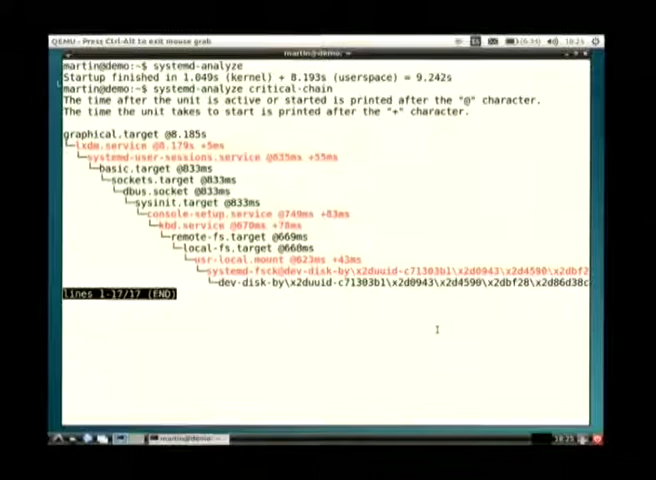 QEMU - Press Ctrl-Alt to exit mouse grab
18:25
martin@demo: ~
martin@demo:~$ systemd-analyze
Startup finished in 1.049s (kernel) + 8.193s (userspace) = 9.242s
martin@demo:~$ systemd-analyze critical-chain
The time after the unit is active or started is printed after the "@" character.
The time the unit takes to start is printed after the "+" character.
graphical.target @8.185s
└─lxdm.service @8.179s +5ms
└─systemd-user-sessions.service @835ms +55ms
└─basic.target @833ms
└─sockets.target @833ms
└─dbus.socket @833ms
└─sysinit.target @833ms
└─console-setup.service @749ms +83ms
└─kbd.service @670ms +78ms
└─remote-fs.target @669ms
└─local-fs.target @668ms
└─usr-local.mount @623ms +43ms
└─systemd-fsck@dev-disk-by\x2duuid-c71303b1\x2d0943\x2d4590\x2dbf2
└─dev-disk-by\x2duuid-c71303b1\x2d0943\x2d4590\x2dbf28\x2d86d38c
lines 1-17/17 (END)
martin@demo: ~
18:25